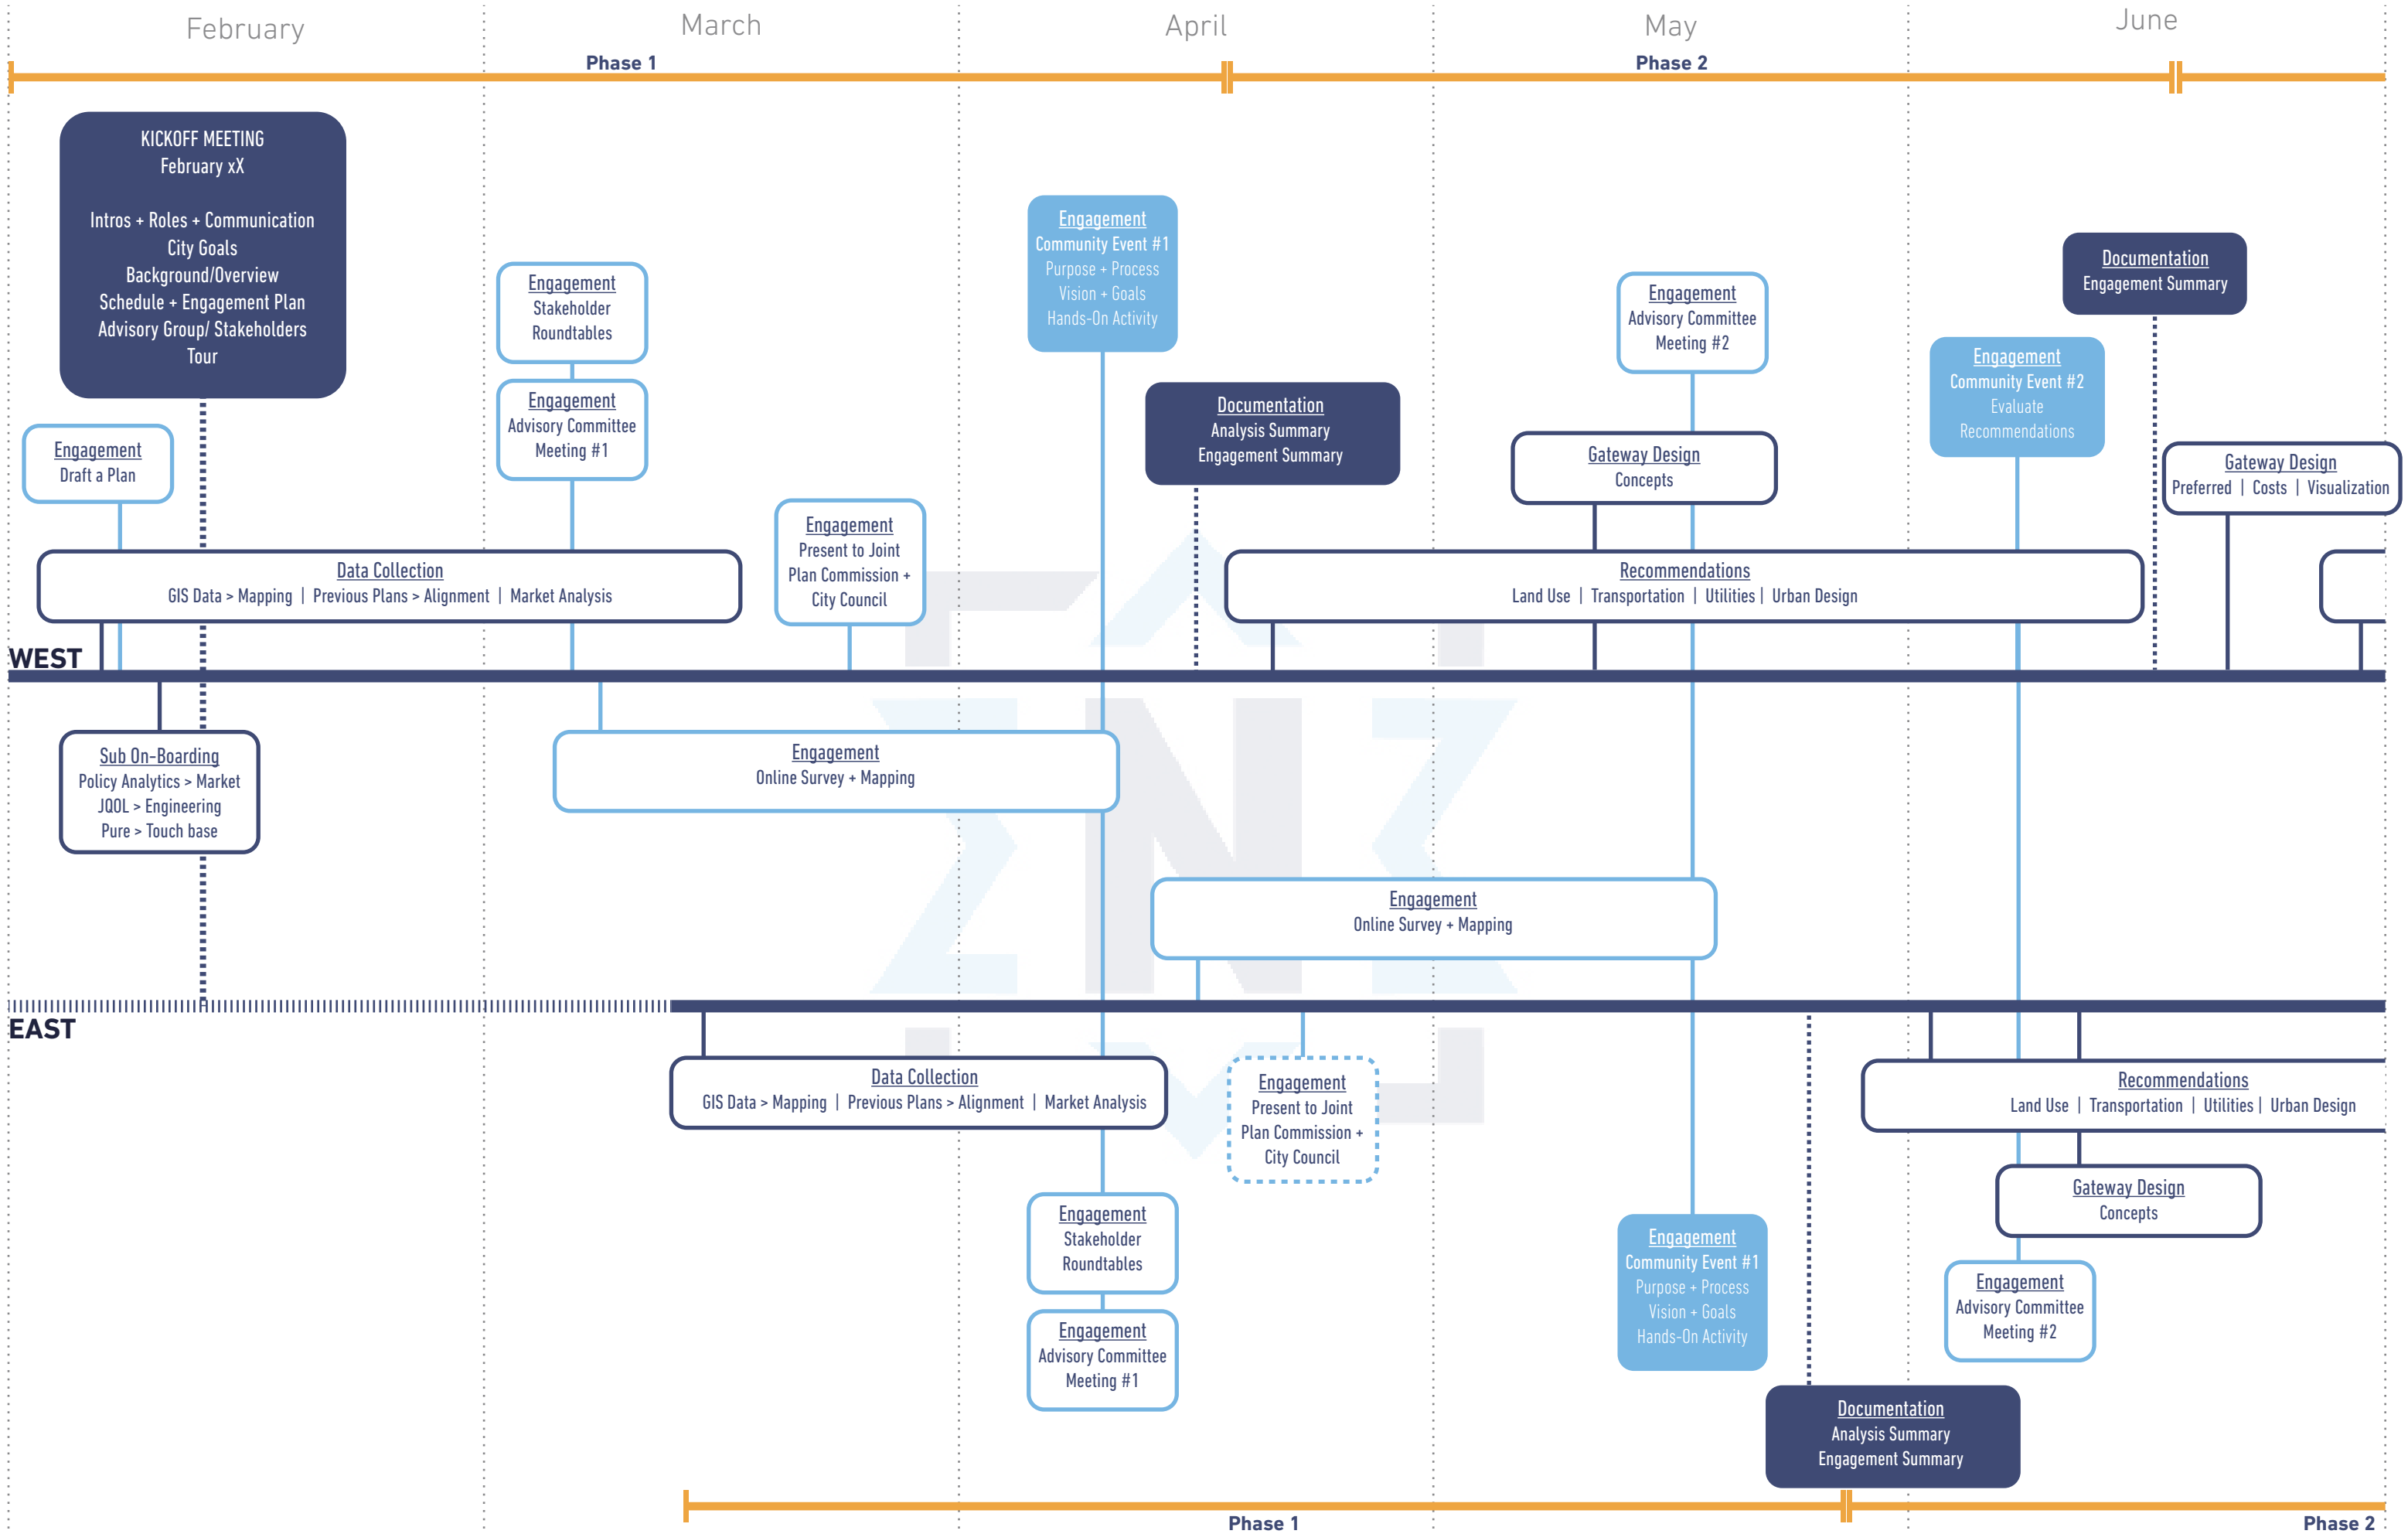 February
March
April
May
June
Phase 1
Phase 2
KICKOFF MEETING
February xX
Intros + Roles + Communication
City Goals
Background/Overview
Schedule + Engagement Plan
Advisory Group/ Stakeholders
Tour
Engagement
Draft a Plan
Engagement
Stakeholder
Roundtables
Engagement
Advisory Committee
Meeting #1
Engagement
Present to Joint
Plan Commission +
City Council
Engagement
Community Event #1
Purpose + Process
Vision + Goals
Hands-On Activity
Documentation
Analysis Summary
Engagement Summary
Engagement
Advisory Committee
Meeting #2
Gateway Design
Concepts
Engagement
Community Event #2
Evaluate
Recommendations
Documentation
Engagement Summary
Gateway Design
Preferred | Costs | Visualization
Data Collection
GIS Data > Mapping | Previous Plans > Alignment | Market Analysis
Recommendations
Land Use | Transportation | Utilities | Urban Design
WEST
Sub On-Boarding
Policy Analytics > Market
JQOL > Engineering
Pure > Touch base
Engagement
Online Survey + Mapping
Engagement
Online Survey + Mapping
EAST
Data Collection
GIS Data > Mapping | Previous Plans > Alignment | Market Analysis
Engagement
Present to Joint
Plan Commission +
City Council
Recommendations
Land Use | Transportation | Utilities | Urban Design
Engagement
Stakeholder
Roundtables
Engagement
Advisory Committee
Meeting #1
Engagement
Community Event #1
Purpose + Process
Vision + Goals
Hands-On Activity
Gateway Design
Concepts
Engagement
Advisory Committee
Meeting #2
Documentation
Analysis Summary
Engagement Summary
Phase 1
Phase 2